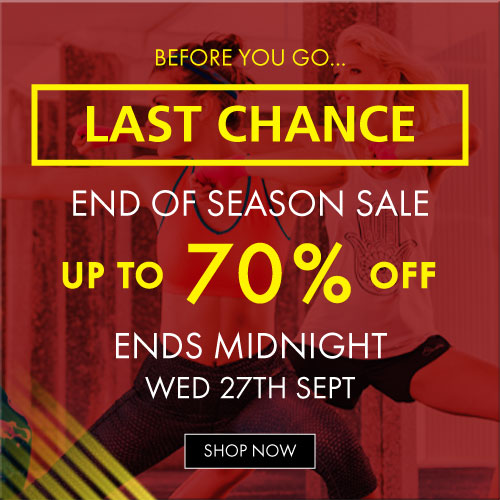 BEFORE YOU GO...
LAST CHANCE
END OF SEASON SALE
UP TO 70% OFF
ENDS MIDNIGHT
WED 27TH SEPT
SHOP NOW